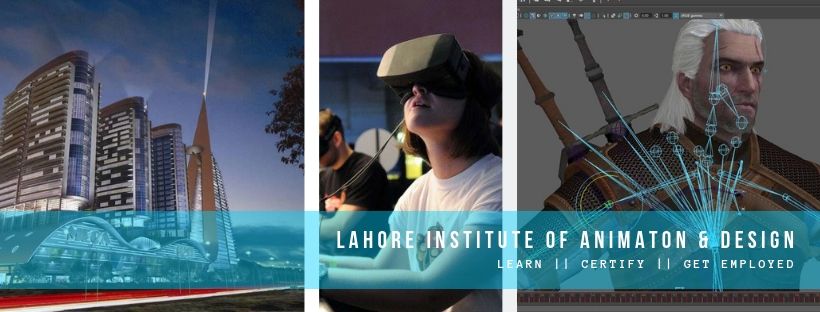 LAHORE INSTITUTE OF ANIMATON & DESIGN
LEARN || CERTIFY || GET EMPLOYED